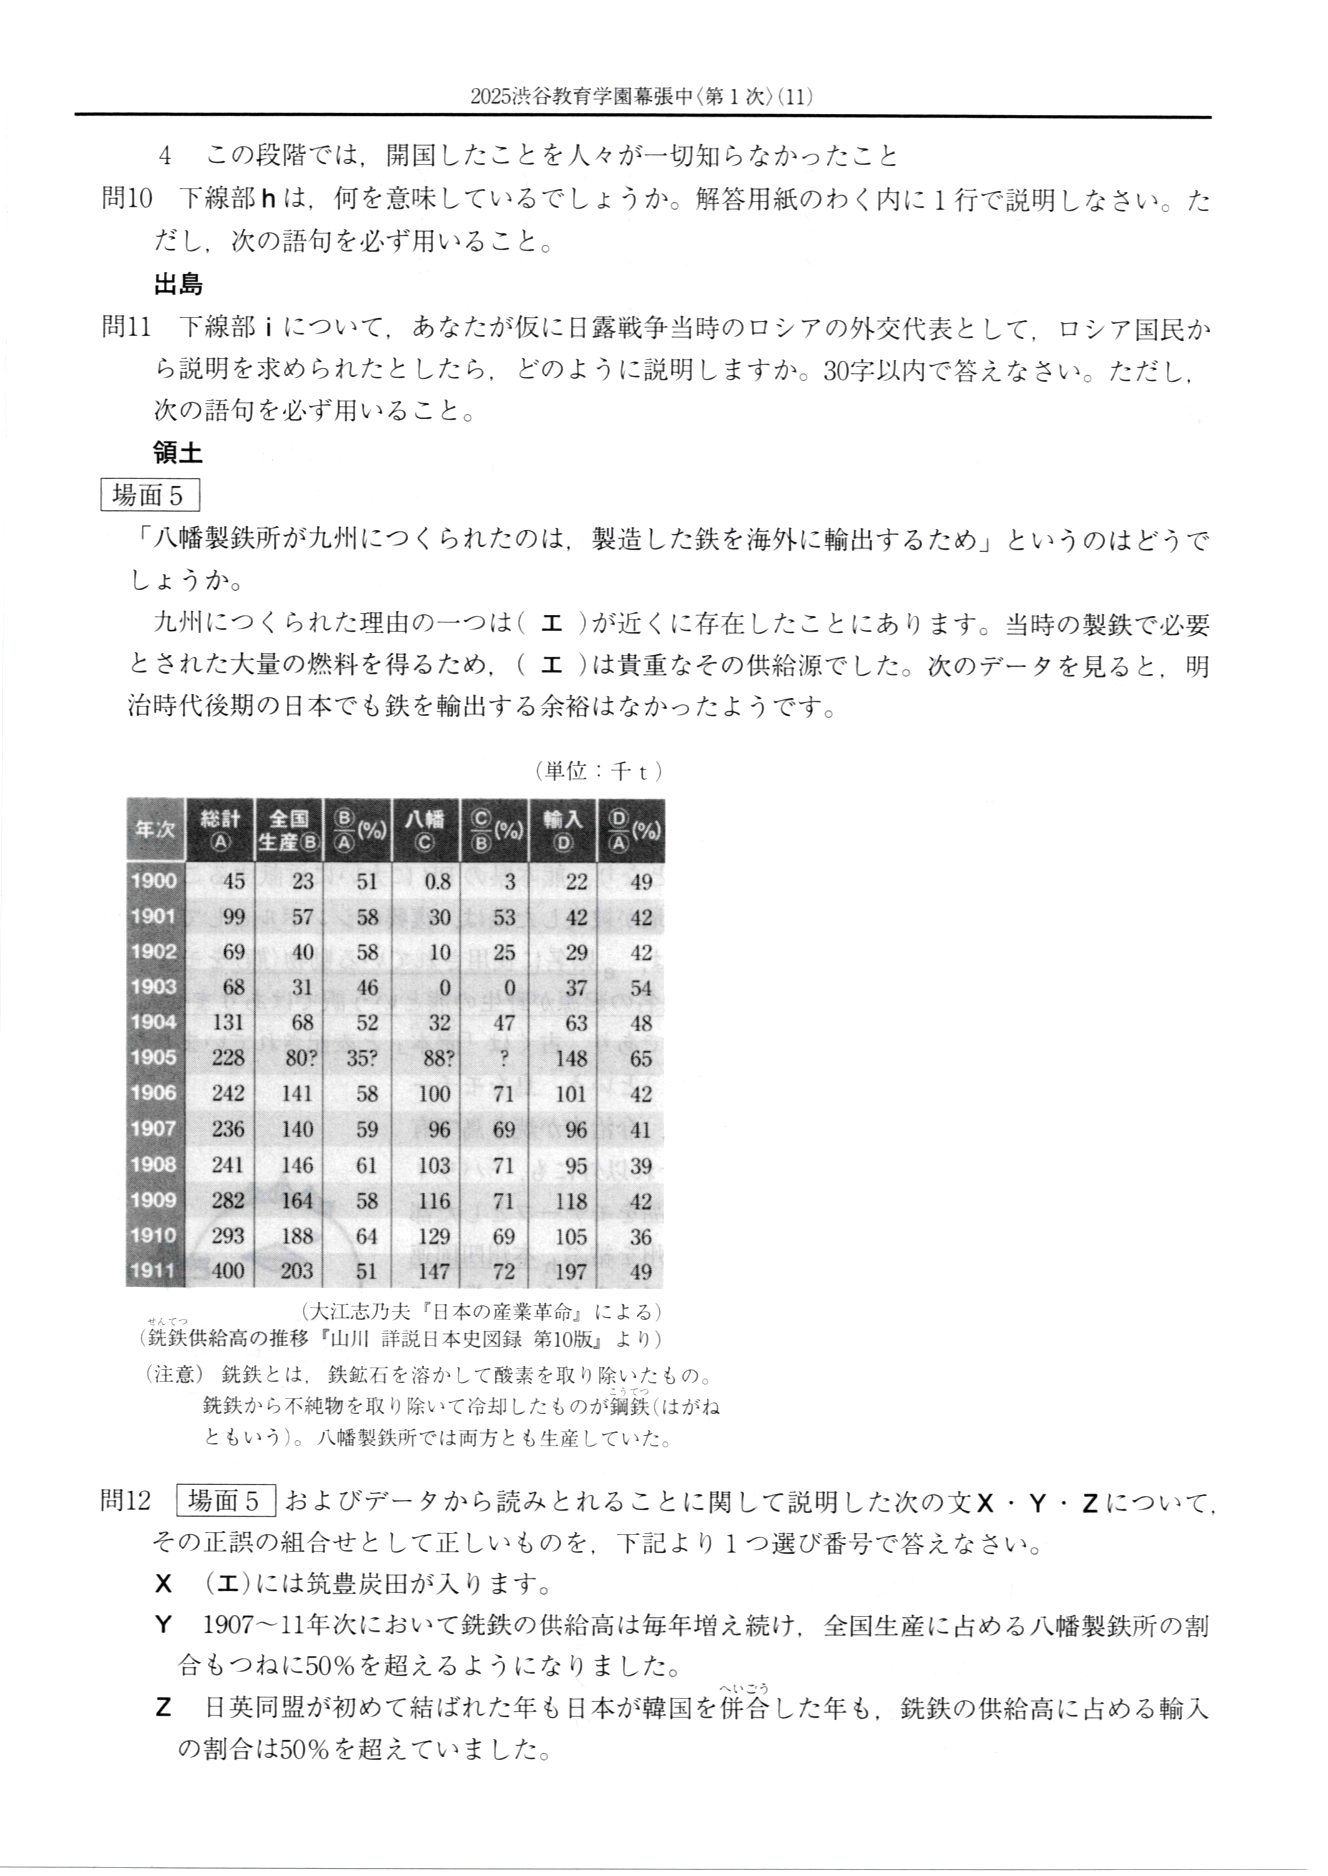 2025渋谷教育学園幕張中〈第1次〉(11)
4 この段階では，開国したことを人々が一切知らなかったこと
問10 下線部hは，何を意味しているでしょうか。解答用紙のわく内に1行で説明しなさい。た
だし，次の語句を必ず用いること。
出島
問11 下線部iについて，あなたが仮に日露戦争当時のロシアの外交代表として，ロシア国民か
ら説明を求められたとしたら，どのように説明しますか。30字以内で答えなさい。ただし，
次の語句を必ず用いること。
領土
場面5
「八幡製鉄所が九州につくられたのは，製造した鉄を海外に輸出するため」というのはどうで
しょうか。
九州につくられた理由の一つは( エ )が近くに存在したことにあります。当時の製鉄で必要
とされた大量の燃料を得るため，( エ )は貴重なその供給源でした。次のデータを見ると，明
治時代後期の日本でも鉄を輸出する余裕はなかったようです。
(単位：千t)
年次 総計Ⓐ 全国生産Ⓑ Ⓑ/Ⓐ(%) 八幡Ⓒ Ⓒ/Ⓑ(%) 輸入Ⓓ Ⓓ/Ⓐ(%)
1900 45 23 51 0.8 3 22 49
1901 99 57 58 30 53 42 42
1902 69 40 58 10 25 29 42
1903 68 31 46 0 0 37 54
1904 131 68 52 32 47 63 48
1905 228 80? 35? 88? ? 148 65
1906 242 141 58 100 71 101 42
1907 236 140 59 96 69 96 41
1908 241 146 61 103 71 95 39
1909 282 164 58 116 71 118 42
1910 293 188 64 129 69 105 36
1911 400 203 51 147 72 197 49
(大江志乃夫『日本の産業革命』による)
せんてつ
(銑鉄供給高の推移『山川 詳説日本史図録 第10版』より)
(注意) 銑鉄とは，鉄鉱石を溶かして酸素を取り除いたもの。
こうてつ
銑鉄から不純物を取り除いて冷却したものが鋼鉄(はがね
ともいう)。八幡製鉄所では両方とも生産していた。
問12 場面5 およびデータから読みとれることに関して説明した次の文X・Y・Zについて，
その正誤の組合せとして正しいものを，下記より1つ選び番号で答えなさい。
X (エ)には筑豊炭田が入ります。
Y 1907～11年次において銑鉄の供給高は毎年増え続け，全国生産に占める八幡製鉄所の割
合もつねに50％を超えるようになりました。
へいごう
Z 日英同盟が初めて結ばれた年も日本が韓国を併合した年も，銑鉄の供給高に占める輸入
の割合は50％を超えていました。